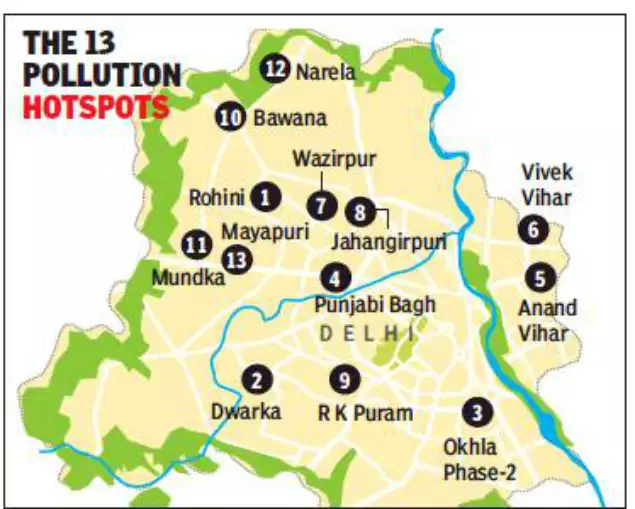 THE 13
POLLUTION
HOTSPOTS
12 Narela
10 Bawana
Wazirpur
Vivek
Vihar
Rohini 1
7
8
6
Mayapuri
Jahangirpuri
11
13
Mundka
4
5
Punjabi Bagh
Anand
Vihar
DELHI
2
9
Dwarka
R K Puram
3
Okhla
Phase-2